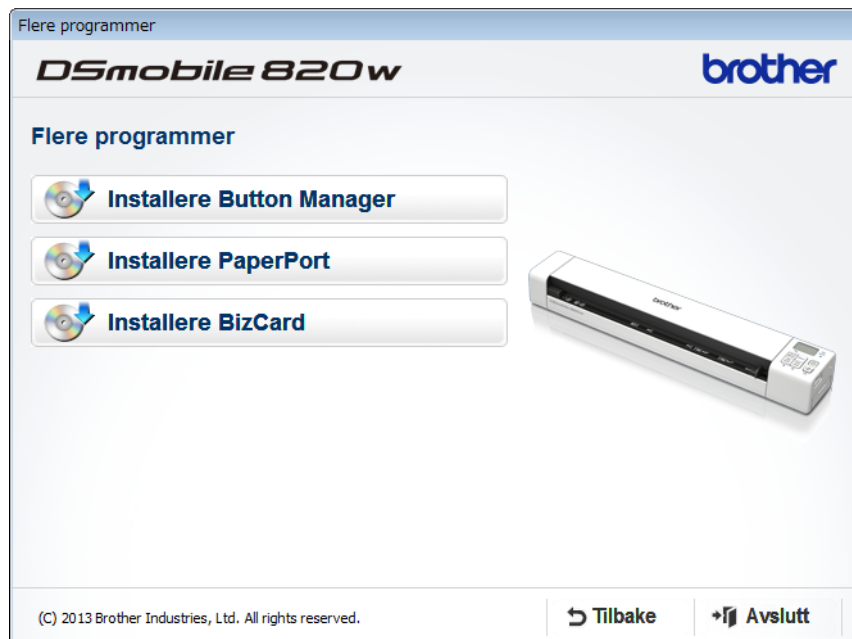 Flere programmer
DSmobile 820w
brother
Flere programmer
Installere Button Manager
Installere PaperPort
Installere BizCard
brother
(C) 2013 Brother Industries, Ltd. All rights reserved.
Tilbake
Avslutt